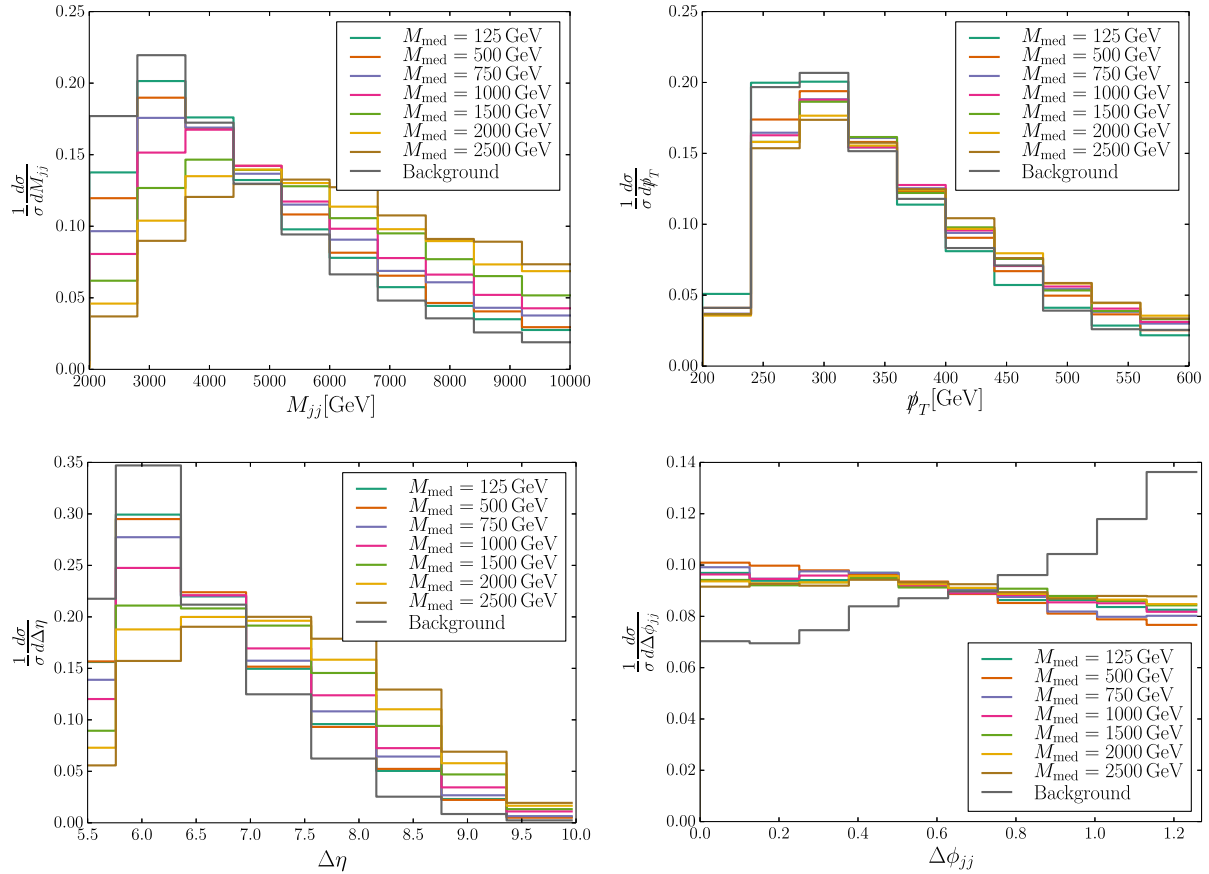 0.25
0.20
0.15
0.10
0.05
0.00
1/σ dσ/dM_jj
2000 3000 4000 5000 6000 7000 8000 9000 10000
M_jj[GeV]
M_med = 125 GeV
M_med = 500 GeV
M_med = 750 GeV
M_med = 1000 GeV
M_med = 1500 GeV
M_med = 2000 GeV
M_med = 2500 GeV
Background
0.25
0.20
0.15
0.10
0.05
0.00
1/σ dσ/dp̸_T
200 250 300 350 400 450 500 550 600
p̸_T[GeV]
M_med = 125 GeV
M_med = 500 GeV
M_med = 750 GeV
M_med = 1000 GeV
M_med = 1500 GeV
M_med = 2000 GeV
M_med = 2500 GeV
Background
0.35
0.30
0.25
0.20
0.15
0.10
0.05
0.00
1/σ dσ/dΔη
5.5 6.0 6.5 7.0 7.5 8.0 8.5 9.0 9.5 10.0
Δη
M_med = 125 GeV
M_med = 500 GeV
M_med = 750 GeV
M_med = 1000 GeV
M_med = 1500 GeV
M_med = 2000 GeV
M_med = 2500 GeV
Background
0.14
0.12
0.10
0.08
0.06
0.04
0.02
0.00
1/σ dσ/dΔϕ_jj
0.0 0.2 0.4 0.6 0.8 1.0 1.2
Δϕ_jj
M_med = 125 GeV
M_med = 500 GeV
M_med = 750 GeV
M_med = 1000 GeV
M_med = 1500 GeV
M_med = 2000 GeV
M_med = 2500 GeV
Background